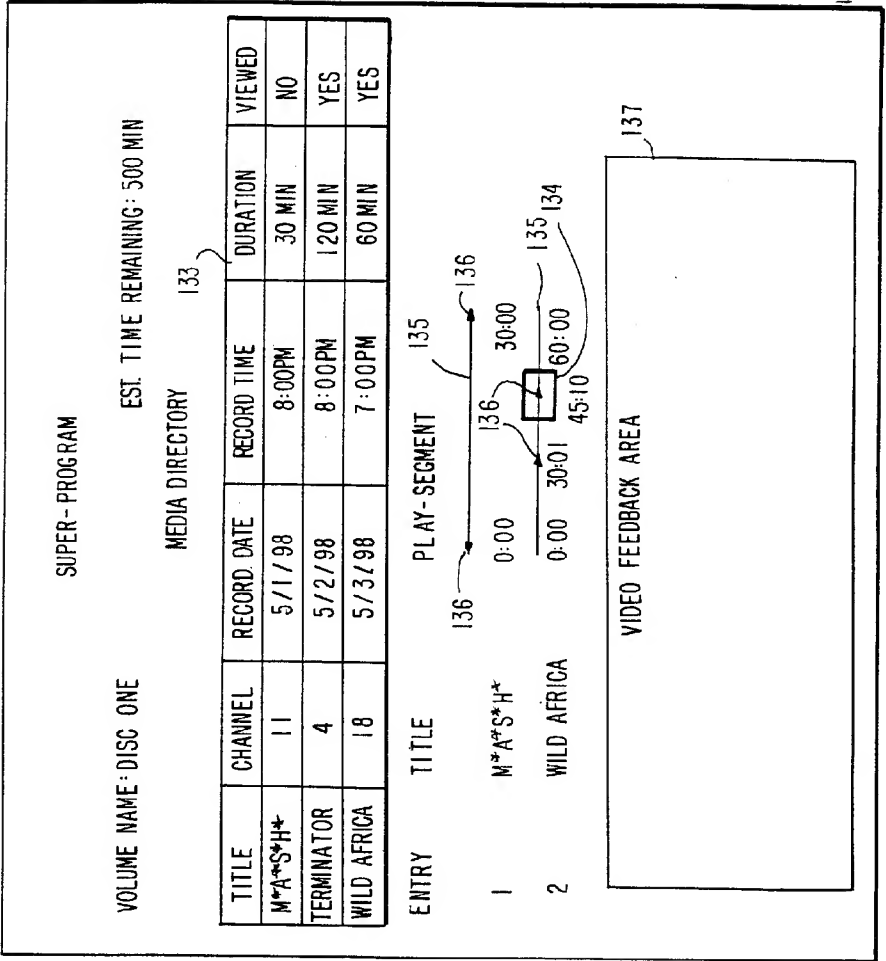 SUPER-PROGRAM
VOLUME NAME: DISC ONE EST. TIME REMAINING: 500 MIN
MEDIA DIRECTORY
133
TITLE CHANNEL RECORD DATE RECORD TIME DURATION VIEWED
M*A*S*H* 11 5/1/98 8:00PM 30 MIN NO
TERMINATOR 4 5/2/98 8:00PM 120 MIN YES
WILD AFRICA 18 5/3/98 7:00PM 60 MIN YES
ENTRY TITLE PLAY-SEGMENT
136 135 136
1 M*A*S*H* 0:00 30:00
136 135 134
2 WILD AFRICA 0:00 30:01 45:10 60:00
VIDEO FEEDBACK AREA
137